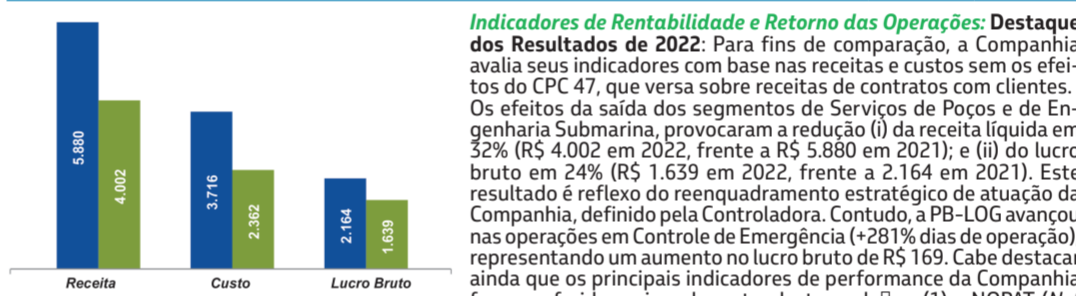 5.880
4.002
3.716
2.362
2.164
1.639
Receita
Custo
Lucro Bruto
Indicadores de Rentabilidade e Retorno das Operações: Destaque
dos Resultados de 2022: Para fins de comparação, a Companhia
avalia seus indicadores com base nas receitas e custos sem os efei-
tos do CPC 47, que versa sobre receitas de contratos com clientes.
Os efeitos da saída dos segmentos de Serviços de Poços e de En-
genharia Submarina, provocaram a redução (i) da receita líquida em
32% (R$ 4.002 em 2022, frente a R$ 5.880 em 2021); e (ii) do lucro
bruto em 24% (R$ 1.639 em 2022, frente a 2.164 em 2021). Este
resultado é reflexo do reenquadramento estratégico de atuação da
Companhia, definido pela Controladora. Contudo, a PB-LOG avançou
nas operações em Controle de Emergência (+281% dias de operação)
representando um aumento no lucro bruto de R$ 169. Cabe destacar
ainda que os principais indicadores de performance da Companhia